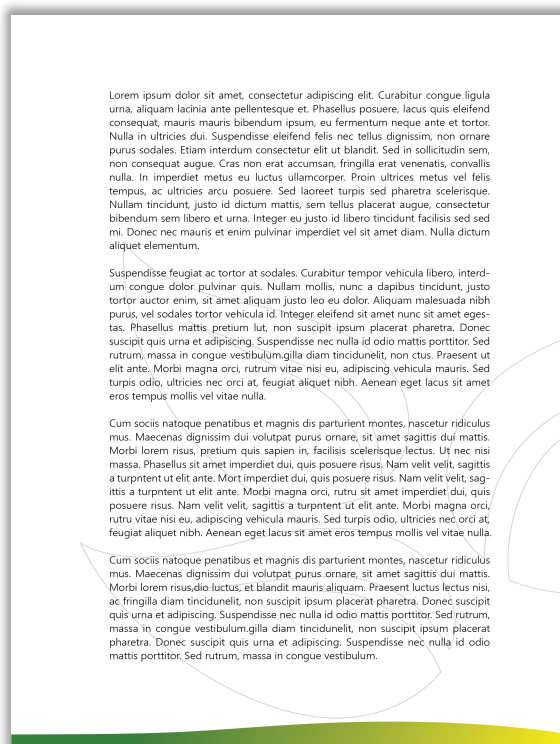 Lorem ipsum dolor sit amet, consectetur adipiscing elit. Curabitur congue ligula
urna, aliquam lacinia ante pellentesque et. Phasellus posuere, lacus quis eleifend
consequat, mauris mauris bibendum ipsum, eu fermentum neque ante et tortor.
Nulla in ultricies dui. Suspendisse eleifend felis nec tellus dignissim, non ornare
purus sodales. Etiam interdum consectetur elit ut blandit. Sed in sollicitudin sem,
non consequat augue. Cras non erat accumsan, fringilla erat venenatis, convallis
nulla. In imperdiet metus eu luctus ullamcorper. Proin ultrices metus vel felis
tempus, ac ultricies arcu posuere. Sed laoreet turpis sed pharetra scelerisque.
Nullam tincidunt, justo id dictum mattis, sem tellus placerat augue, consectetur
bibendum sem libero et urna. Integer eu justo id libero tincidunt facilisis sed sed
mi. Donec nec mauris et enim pulvinar imperdiet vel sit amet diam. Nulla dictum
aliquet elementum.
Suspendisse feugiat ac tortor at sodales. Curabitur tempor vehicula libero, interd-
um congue dolor pulvinar quis. Nullam mollis, nunc a dapibus tincidunt, justo
tortor auctor enim, sit amet aliquam justo leo eu dolor. Aliquam malesuada nibh
purus, vel sodales tortor vehicula id. Integer eleifend sit amet nunc sit amet eges-
tas. Phasellus mattis pretium lut, non suscipit ipsum placerat pharetra. Donec
suscipit quis urna et adipiscing. Suspendisse nec nulla id odio mattis porttitor. Sed
rutrum, massa in congue vestibulum.gilla diam tincidunelit, non ctus. Praesent ut
elit ante. Morbi magna orci, rutrum vitae nisi eu, adipiscing vehicula mauris. Sed
turpis odio, ultricies nec orci at, feugiat aliquet nibh. Aenean eget lacus sit amet
eros tempus mollis vel vitae nulla.
Cum sociis natoque penatibus et magnis dis parturient montes, nascetur ridiculus
mus. Maecenas dignissim dui volutpat purus ornare, sit amet sagittis dui mattis.
Morbi lorem risus, pretium quis sapien in, facilisis scelerisque lectus. Ut nec nisi
massa. Phasellus sit amet imperdiet dui, quis posuere risus. Nam velit velit, sagittis
a turpntent ut elit ante. Mort imperdiet dui, quis posuere risus. Nam velit velit, sag-
ittis a turpntent ut elit ante. Morbi magna orci, rutru sit amet imperdiet dui, quis
posuere risus. Nam velit velit, sagittis a turpntent ut elit ante. Morbi magna orci,
rutru vitae nisi eu, adipiscing vehicula mauris. Sed turpis odio, ultricies nec orci at,
feugiat aliquet nibh. Aenean eget lacus sit amet eros tempus mollis vel vitae nulla.
Cum sociis natoque penatibus et magnis dis parturient montes, nascetur ridiculus
mus. Maecenas dignissim dui volutpat purus ornare, sit amet sagittis dui mattis.
Morbi lorem risus,dio luctus, et blandit mauris aliquam. Praesent luctus lectus nisi,
ac fringilla diam tincidunelit, non suscipit ipsum placerat pharetra. Donec suscipit
quis urna et adipiscing. Suspendisse nec nulla id odio mattis porttitor. Sed rutrum,
massa in congue vestibulum.gilla diam tincidunelit, non suscipit ipsum placerat
pharetra. Donec suscipit quis urna et adipiscing. Suspendisse nec nulla id odio
mattis porttitor. Sed rutrum, massa in congue vestibulum.